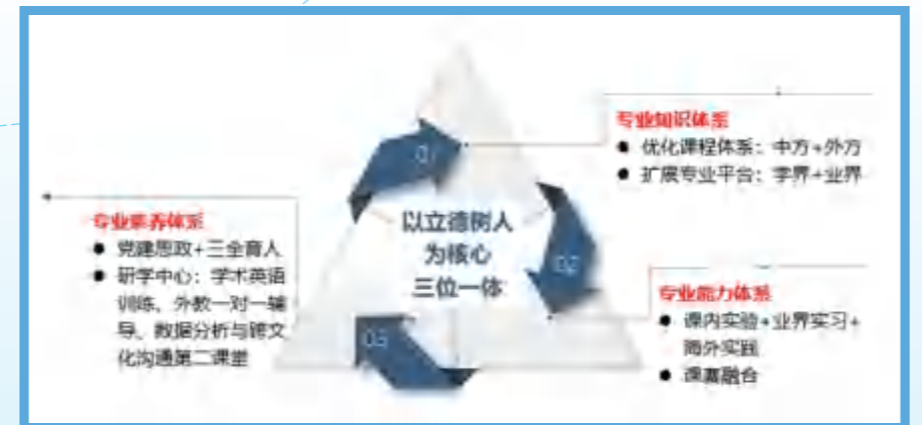 01
专业知识体系
● 优化课程体系：中方+外方
● 扩展专业平台：学界+业界
以立德树人
为核心
三位一体
02
专业能力体系
● 课内实验+业界实习+
海外实践
● 课赛融合
03
专业素养体系
● 党建思政+三全育人
● 研学中心：学术英语
训练、外教一对一辅
导、数据分析与跨文
化沟通第二课堂